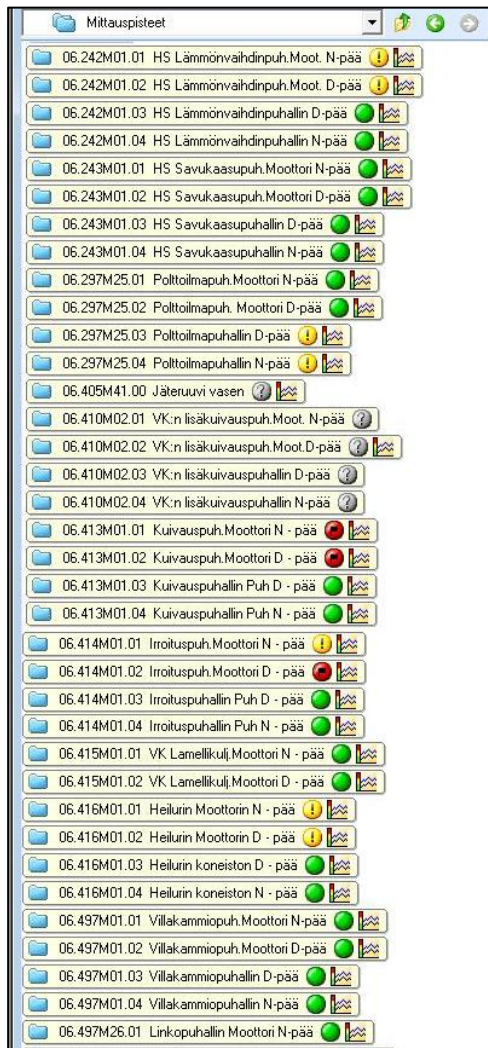 Mittauspisteet
06.242M01.01 HS Lämmönvaihdinpuh.Moot. N-pää
06.242M01.02 HS Lämmönvaihdinpuh.Moot. D-pää
06.242M01.03 HS Lämmönvaihdinpuhallin D-pää
06.242M01.04 HS Lämmönvaihdinpuhallin N-pää
06.243M01.01 HS Savukaasupuh.Moottori N-pää
06.243M01.02 HS Savukaasupuh.Moottori D-pää
06.243M01.03 HS Savukaasupuhallin D-pää
06.243M01.04 HS Savukaasupuhallin N-pää
06.297M25.01 Polttoilmapuh.Moottori N-pää
06.297M25.02 Polttoilmapuh. Moottori D-pää
06.297M25.03 Polttoilmapuhallin D-pää
06.297M25.04 Polttoilmapuhallin N-pää
06.405M41.00 Jäteruuvi vasen
06.410M02.01 VK:n lisäkuivauspuh.Moot. N-pää
06.410M02.02 VK:n lisäkuivauspuh.Moot.D-pää
06.410M02.03 VK:n lisäkuivauspuhallin D-pää
06.410M02.04 VK:n lisäkuivauspuhallin N-pää
06.413M01.01 Kuivauspuh.Moottori N - pää
06.413M01.02 Kuivauspuh.Moottori D - pää
06.413M01.03 Kuivauspuhallin Puh D - pää
06.413M01.04 Kuivauspuhallin Puh N - pää
06.414M01.01 Irroituspuh.Moottori N - pää
06.414M01.02 Irroituspuh.Moottori D - pää
06.414M01.03 Irroituspuhallin Puh D - pää
06.414M01.04 Irroituspuhallin Puh N - pää
06.415M01.01 VK Lamellikulj.Moottori N - pää
06.415M01.02 VK Lamellikulj.Moottori D - pää
06.416M01.01 Heilurin Moottorin N - pää
06.416M01.02 Heilurin Moottorin D - pää
06.416M01.03 Heilurin koneiston D - pää
06.416M01.04 Heilurin koneiston N - pää
06.497M01.01 Villakammiopuh.Moottori N-pää
06.497M01.02 Villakammiopuh.Moottori D-pää
06.497M01.03 Villakammiopuhallin D-pää
06.497M01.04 Villakammiopuhallin N-pää
06.497M26.01 Linkopuhallin Moottori N-pää